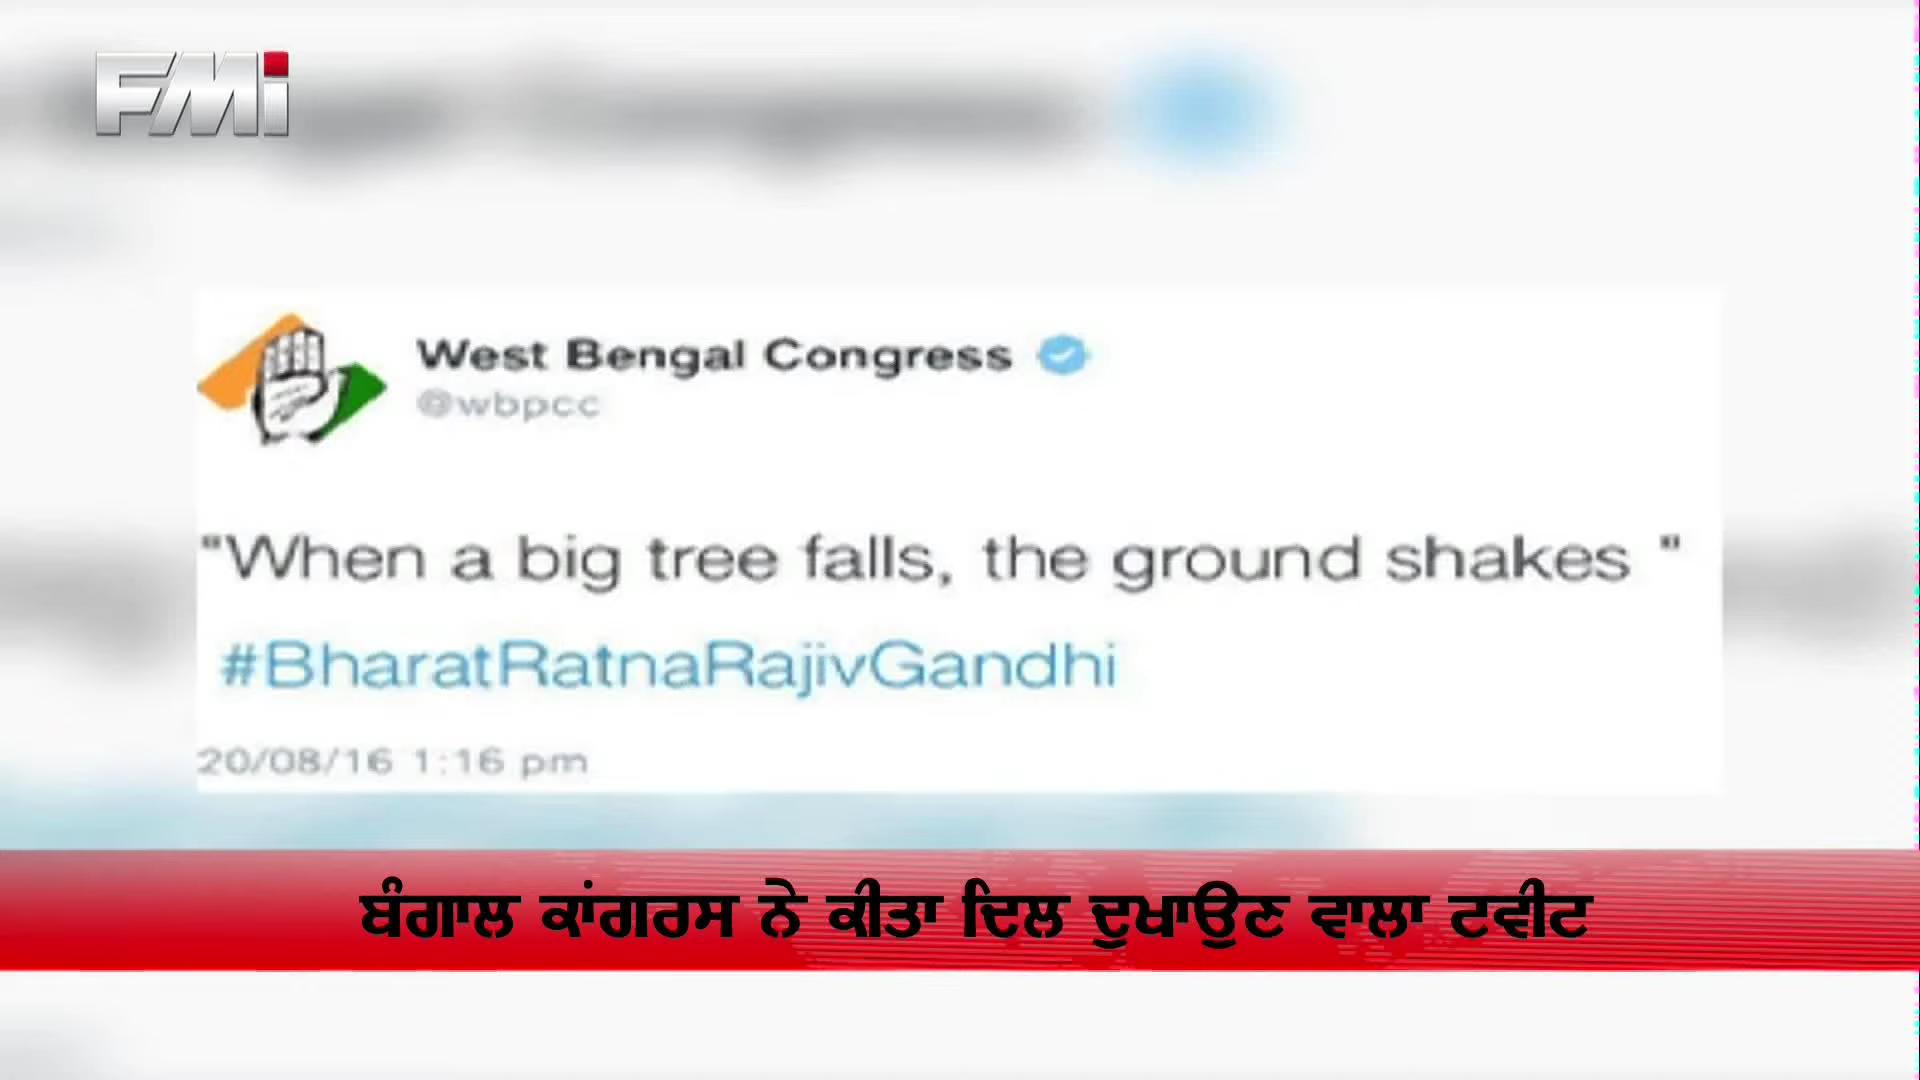 FMi
West Bengal Congress
@wbpcc
"When a big tree falls, the ground shakes "
#BharatRatnaRajivGandhi
20/08/16 1:16 pm
ਬੰਗਾਲ ਕਾਂਗਰਸ ਨੇ ਕੀਤਾ ਦਿਲ ਦੁਖਾਉਣ ਵਾਲਾ ਟਵੀਟ